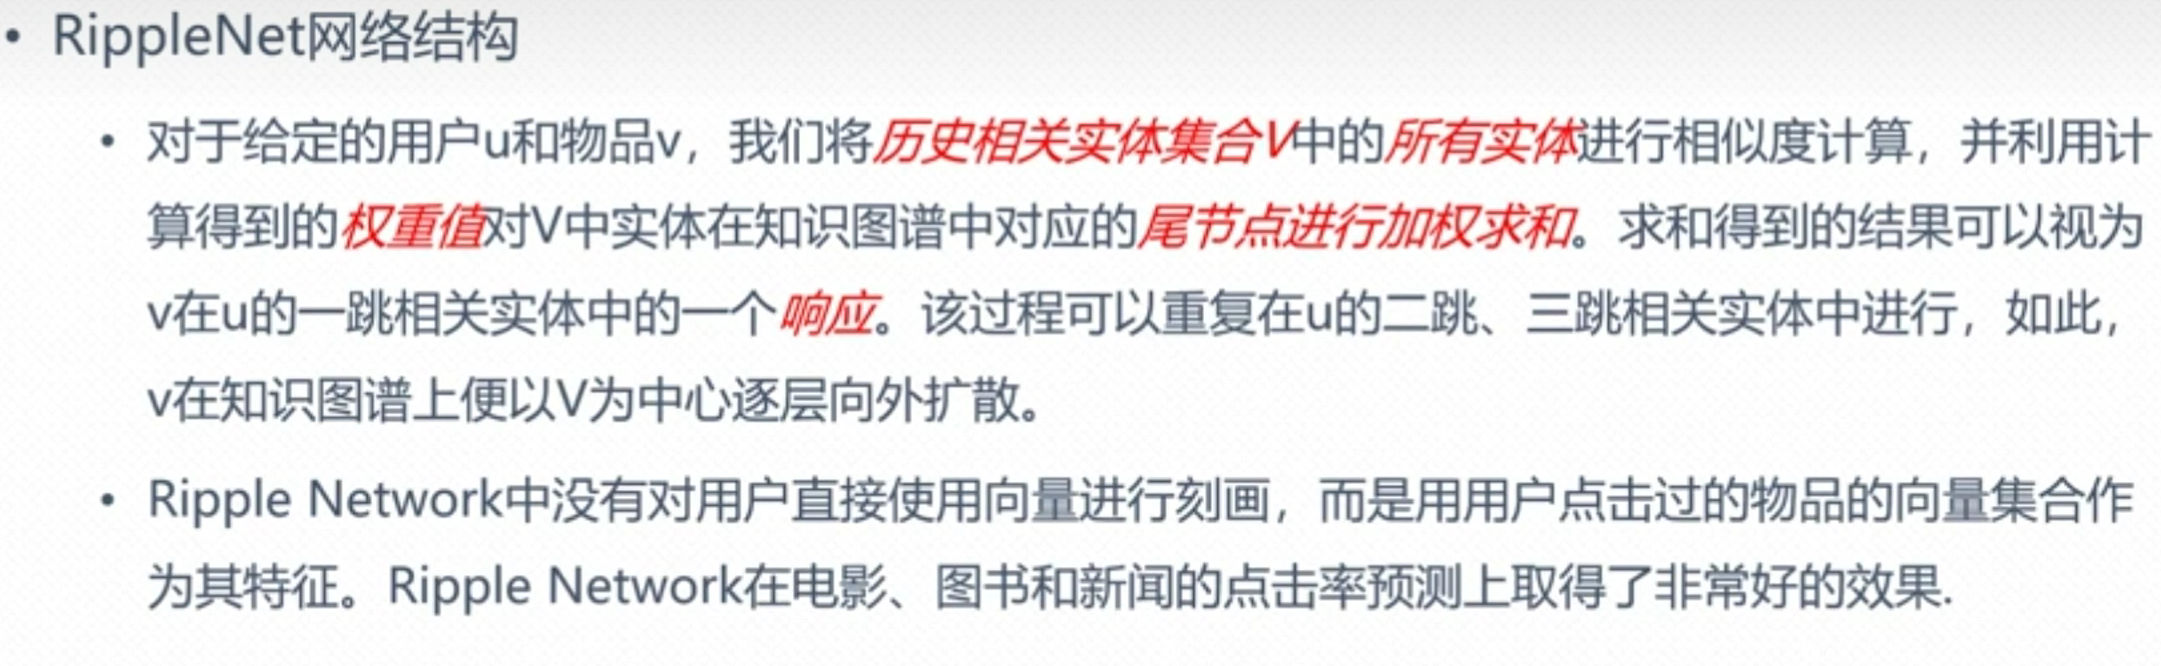 • RippleNet网络结构
• 对于给定的用户u和物品v，我们将历史相关实体集合V中的所有实体进行相似度计算，并利用计
算得到的权重值对V中实体在知识图谱中对应的尾节点进行加权求和。求和得到的结果可以视为
v在u的一跳相关实体中的一个响应。该过程可以重复在u的二跳、三跳相关实体中进行，如此，
v在知识图谱上便以V为中心逐层向外扩散。
• Ripple Network中没有对用户直接使用向量进行刻画，而是用用户点击过的物品的向量集合作
为其特征。Ripple Network在电影、图书和新闻的点击率预测上取得了非常好的效果.